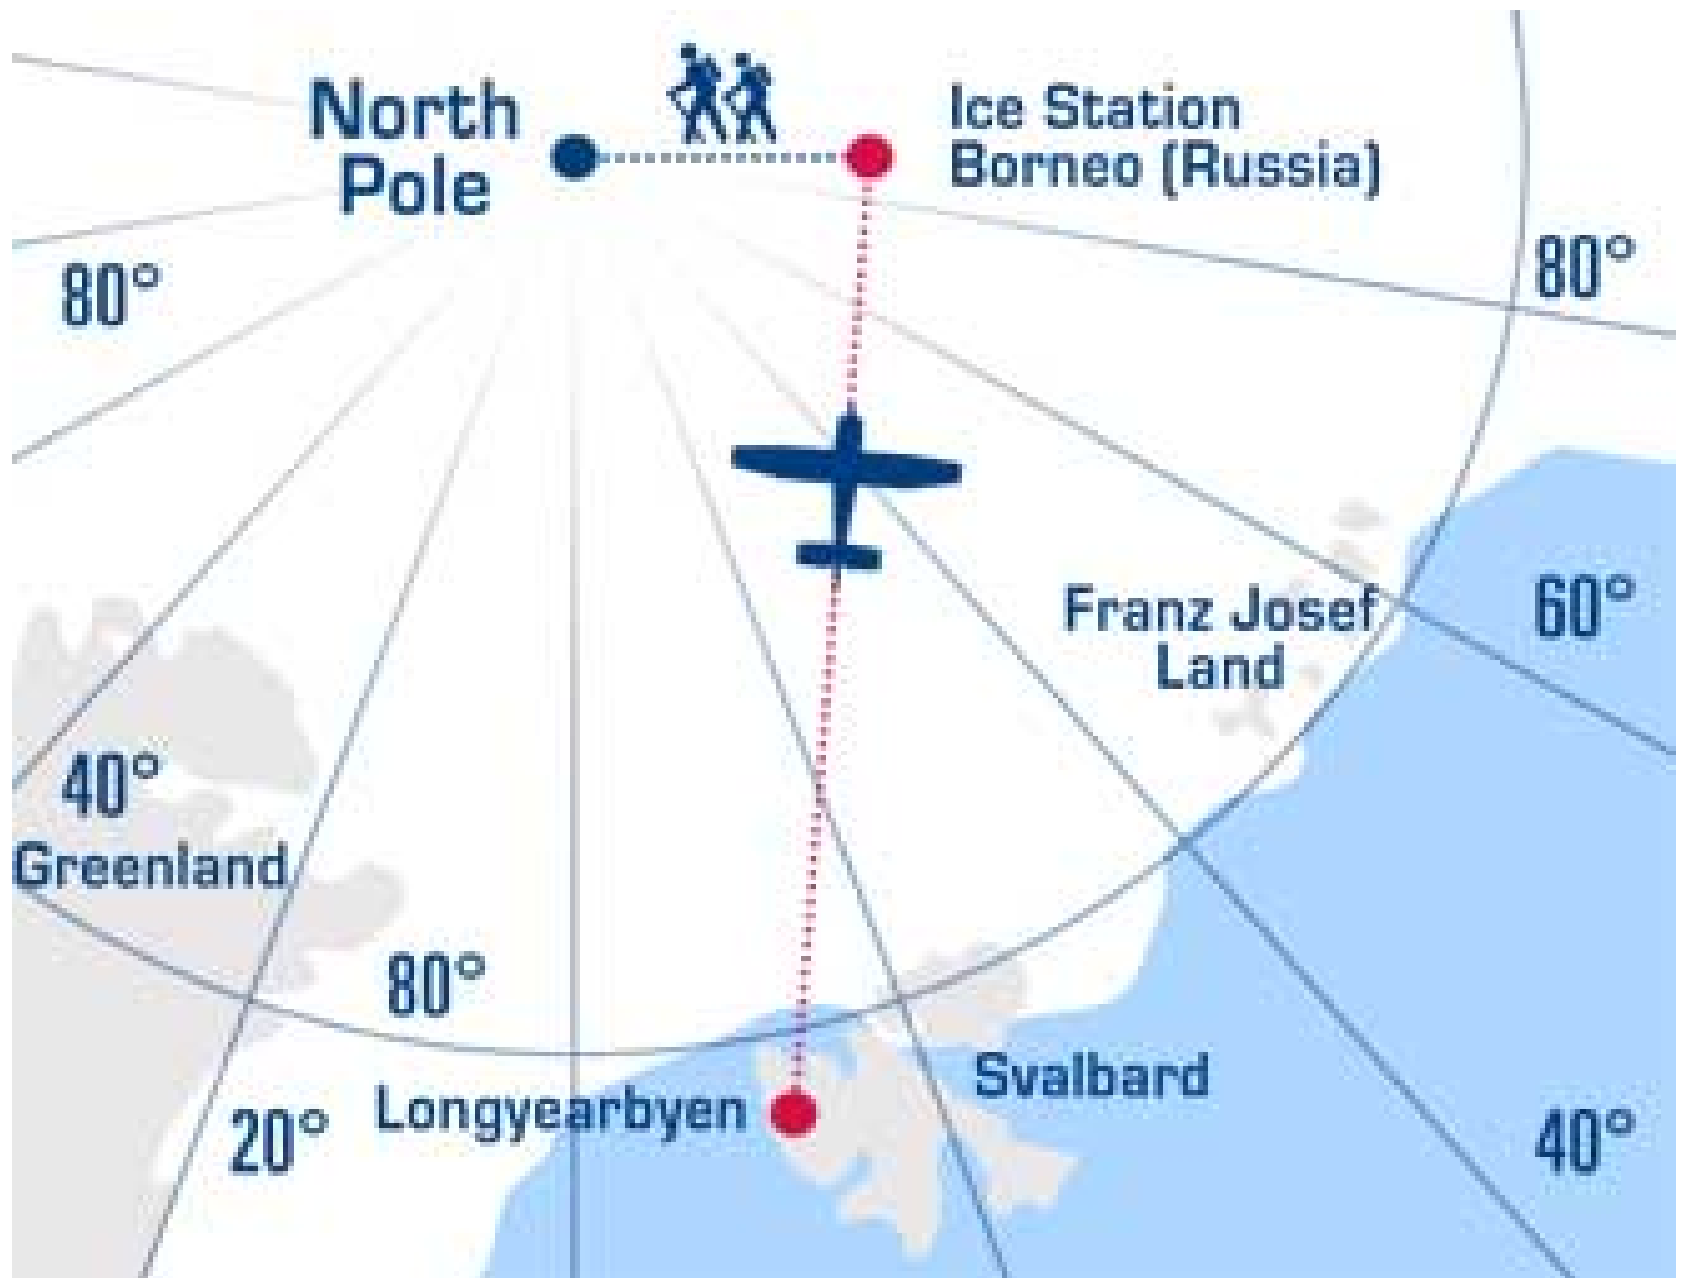 North
Pole
Ice Station
Borneo (Russia)
80°
80°
Franz Josef
Land
60°
40°
Greenland
80°
Svalbard
Longyearbyen
20°
40°